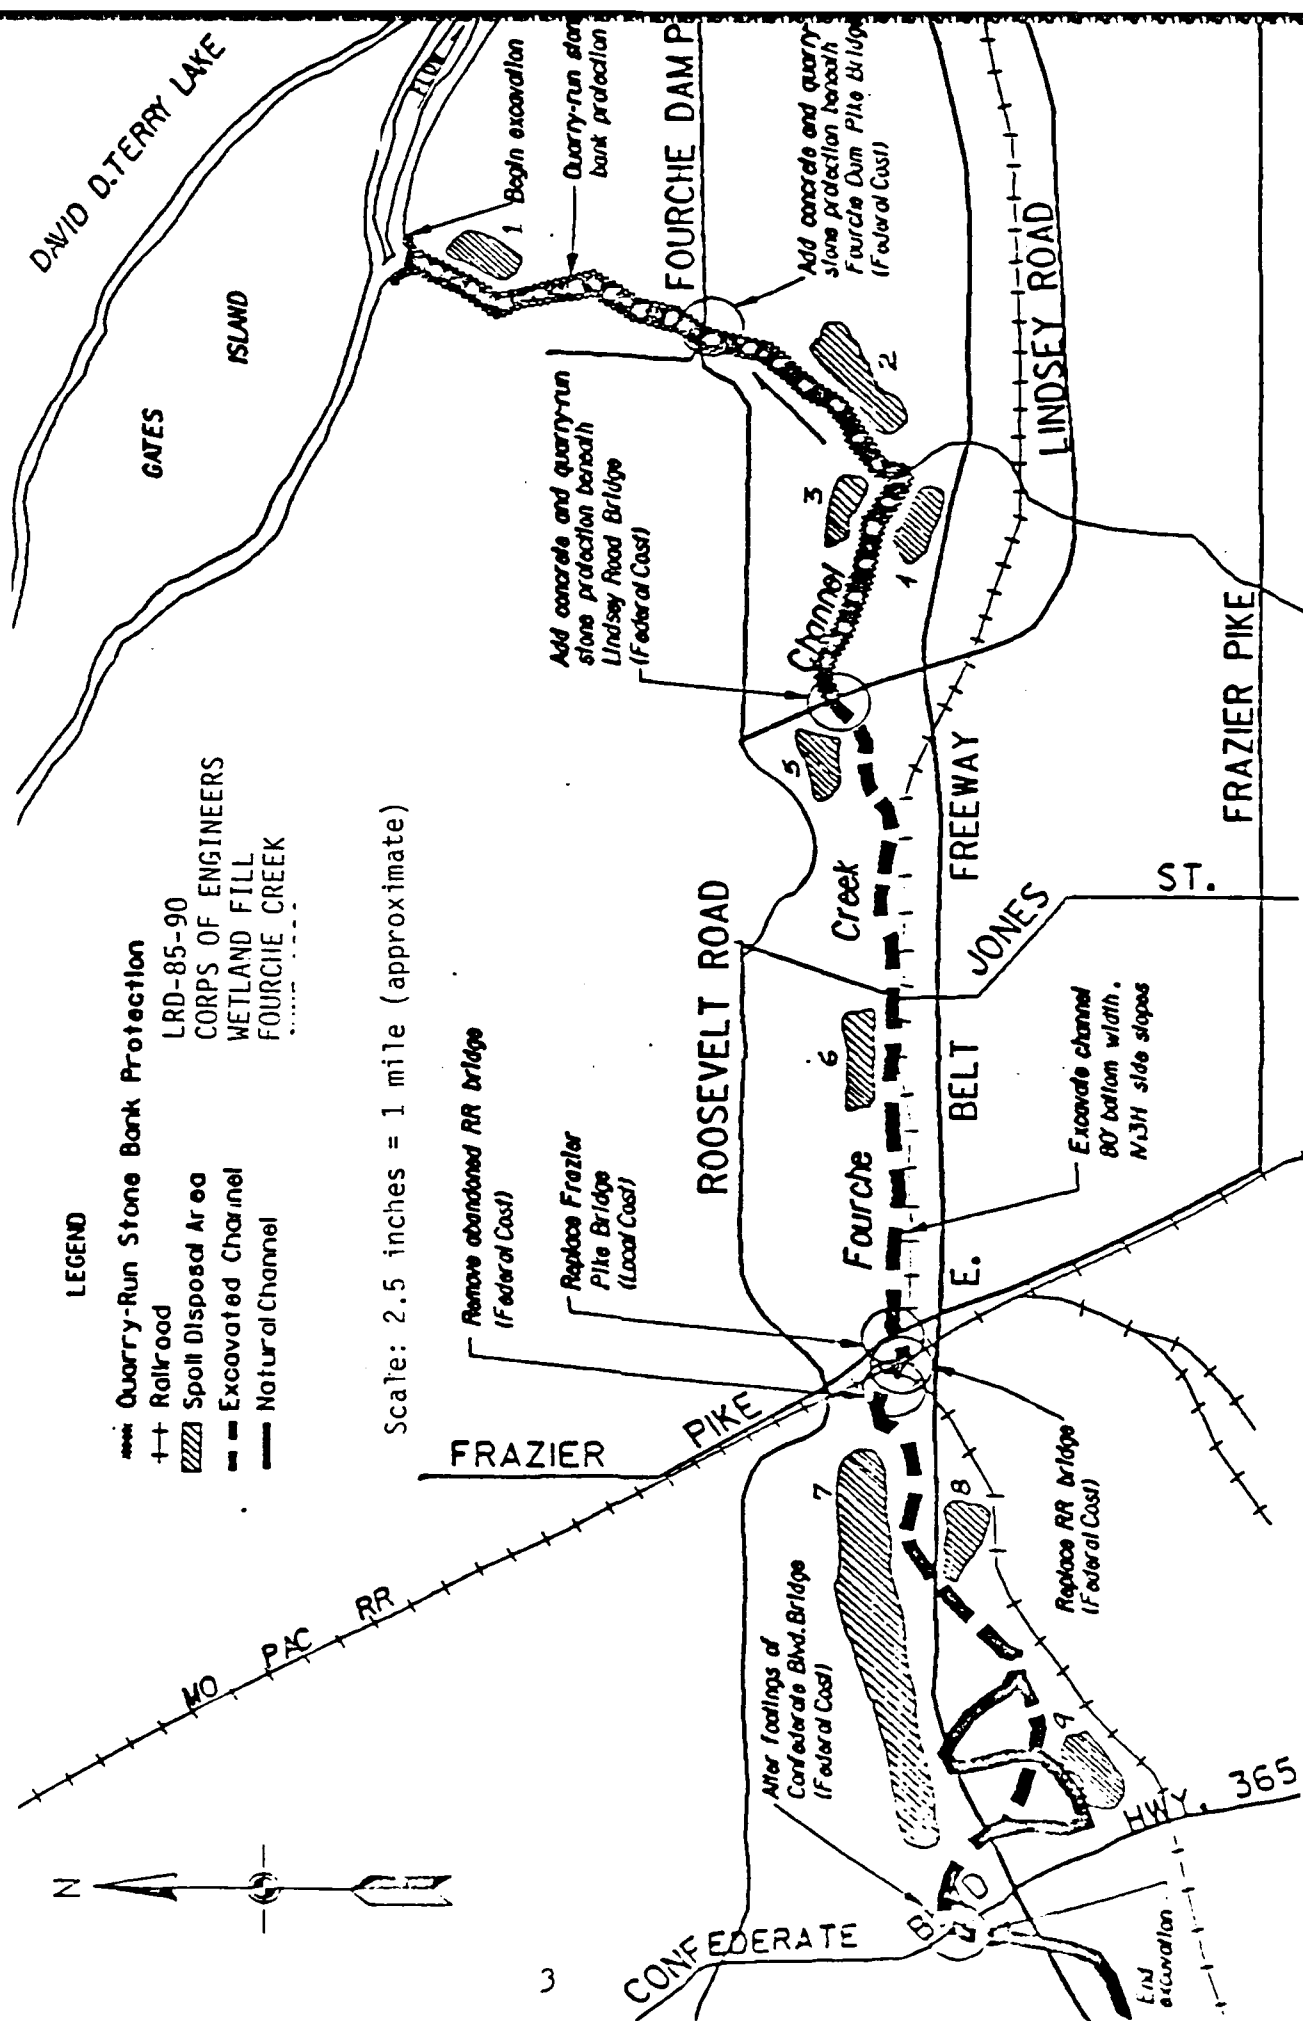 DAVID D. TERRY LAKE
GATES
ISLAND
FLOW
N
LEGEND
Quarry-Run Stone Bank Protection
Railroad
Spoil Disposal Area
Excavated Channel
Natural Channel
LRD-85-90
CORPS OF ENGINEERS
WETLAND FILL
FOURCHE CREEK
Scale: 2.5 inches = 1 mile (approximate)
Begin excavation
Quarry-run ston
bank protection
1
FOURCHE DAM P
Add concrete and quarry-
stone protection beneath
Fourche Dam Pike Bridge
(Federal Cost)
2
Add concrete and quarry-run
stone protection beneath
Lindsey Road Bridge
(Federal Cost)
3
4
5
Channel
LINDSEY ROAD
FRAZIER PIKE
Remove abandoned RR bridge
(Federal Cost)
Replace Frazier
Pike Bridge
(Local Cost)
ROOSEVELT ROAD
6
Fourche
Creek
E.
BELT
FREEWAY
JONES
ST.
Excavate channel
80' bottom width.
MO PAC RR
FRAZIER
PIKE
7
8
Replace RR bridge
(Federal Cost)
Alter footings of
Confederate Blvd. Bridge
(Federal Cost)
9
HWY. 365
CONFEDERATE
B
D
End
excavation
3